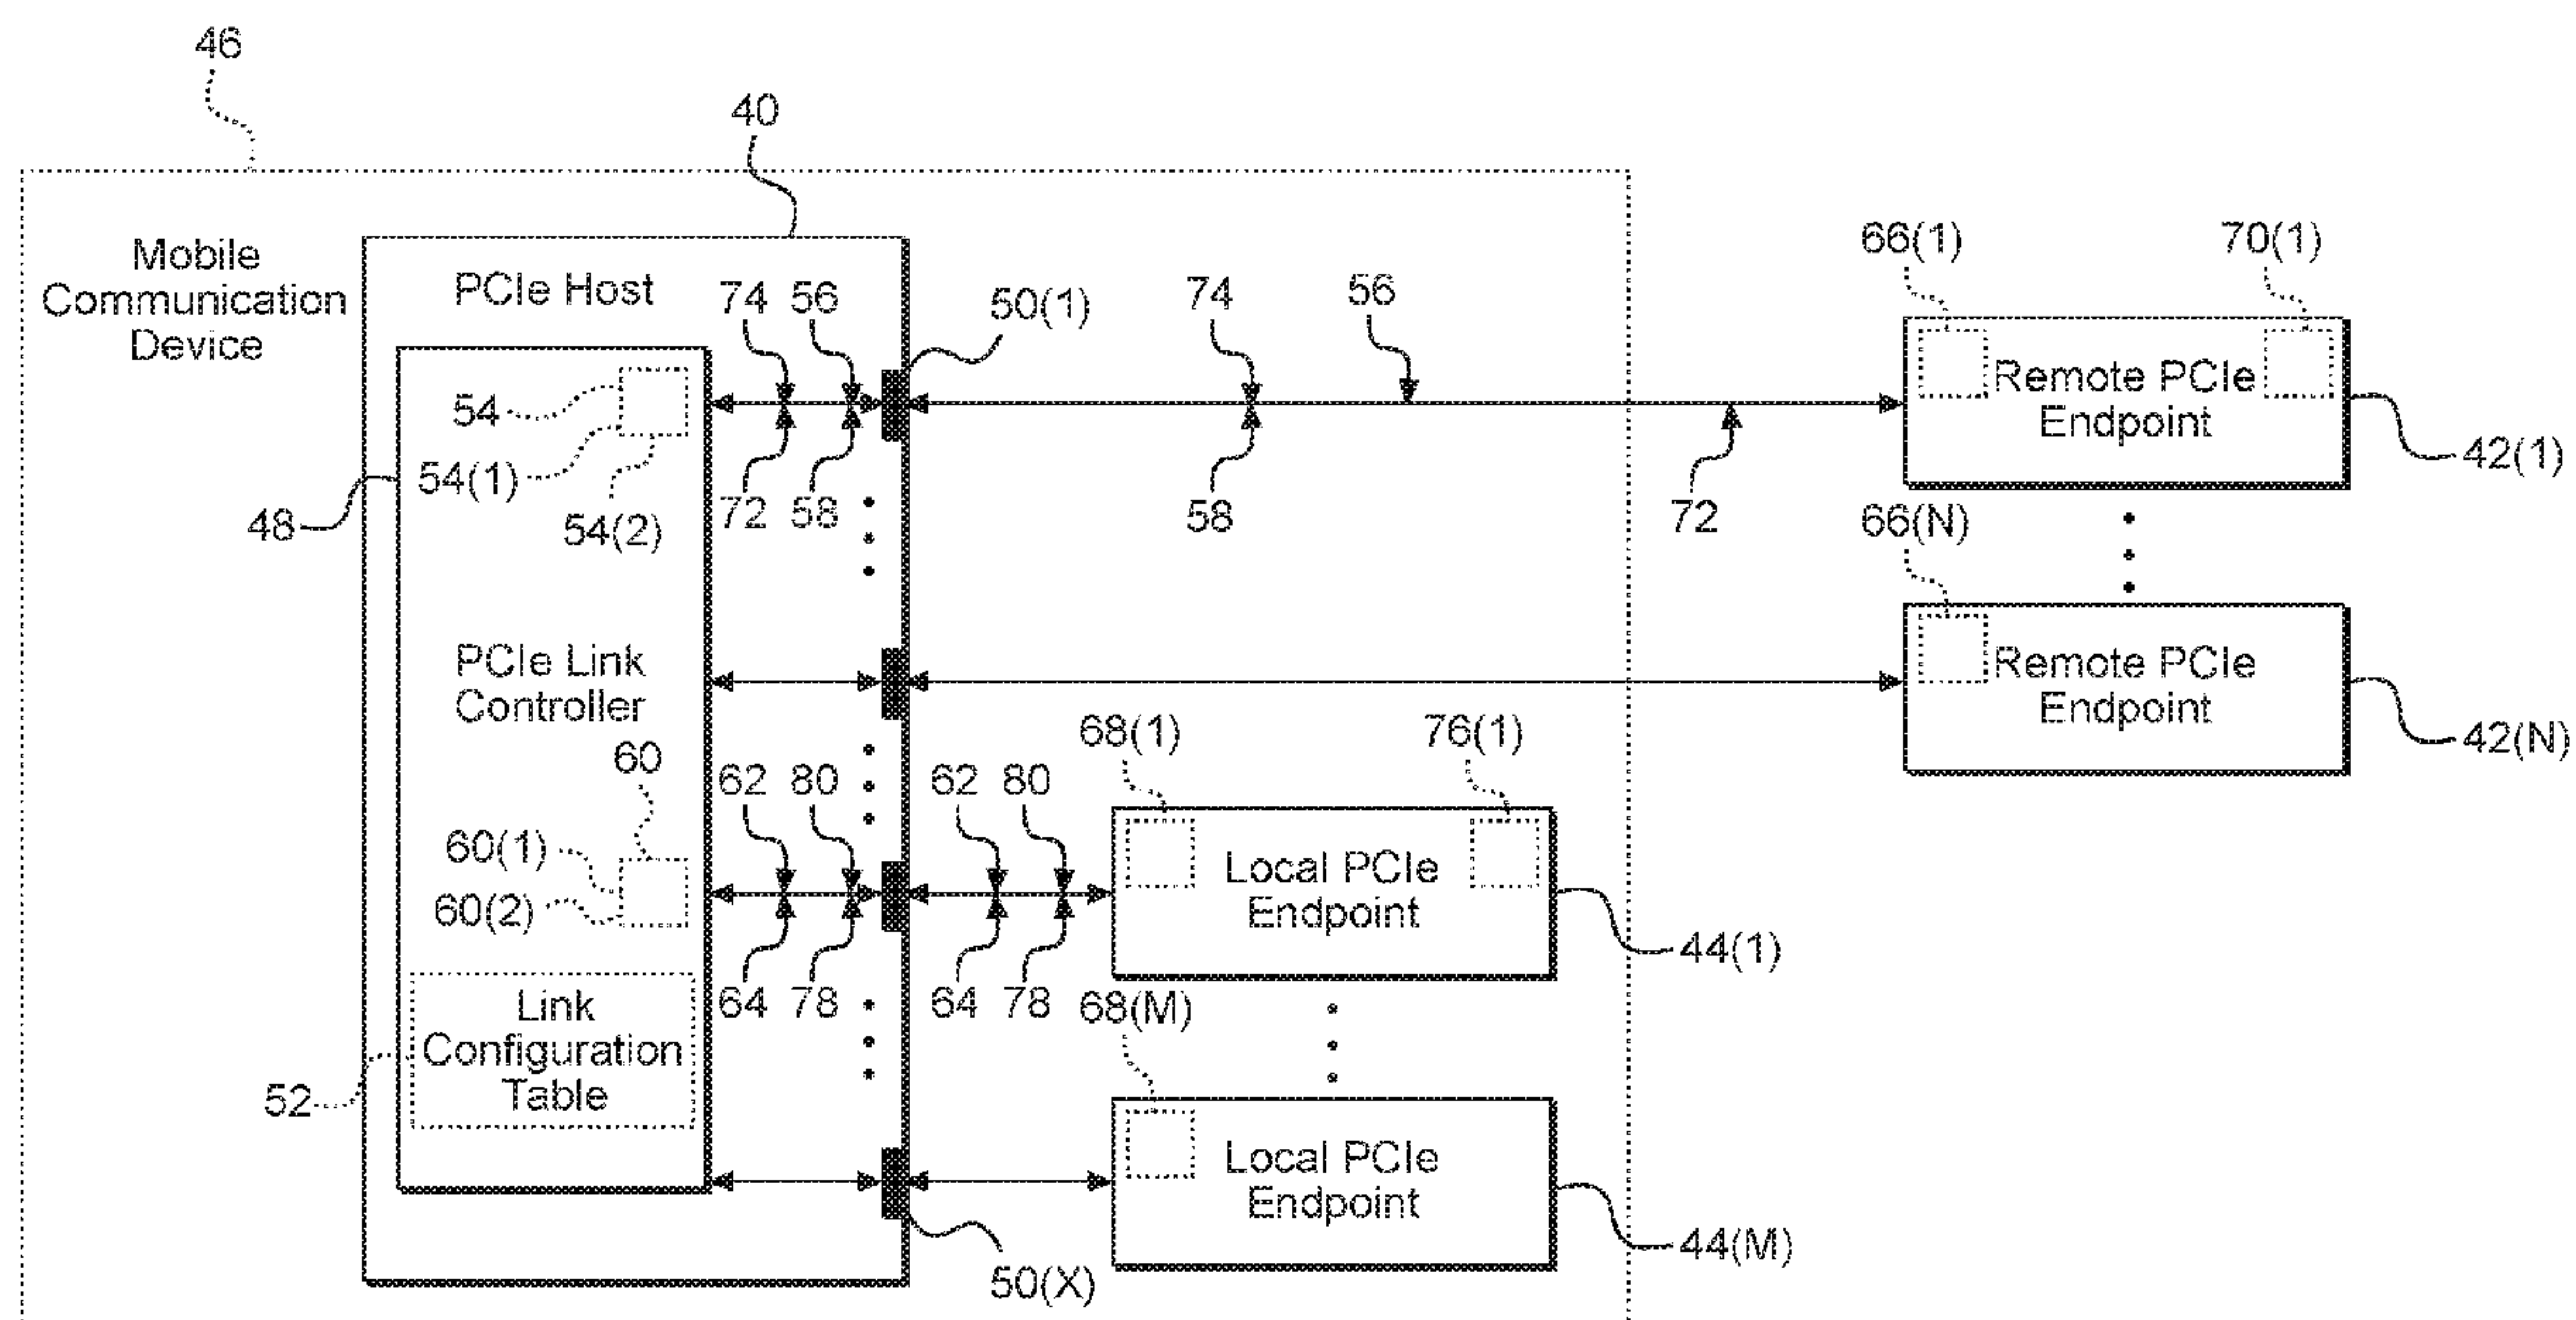 46
40
Mobile
Communication
Device
PCIe Host
74 56
50(1)
74
56
66(1)
70(1)
54
54(1)
54(2)
48
72 58
58
72
Remote PCIe
Endpoint
42(1)
66(N)
Remote PCIe
Endpoint
42(N)
PCIe Link
Controller
60
60(1)
60(2)
62 80
62 80
68(1)
76(1)
Local PCIe
Endpoint
44(1)
64 78
64 78
68(M)
Link
Configuration
Table
52
Local PCIe
Endpoint
44(M)
50(X)